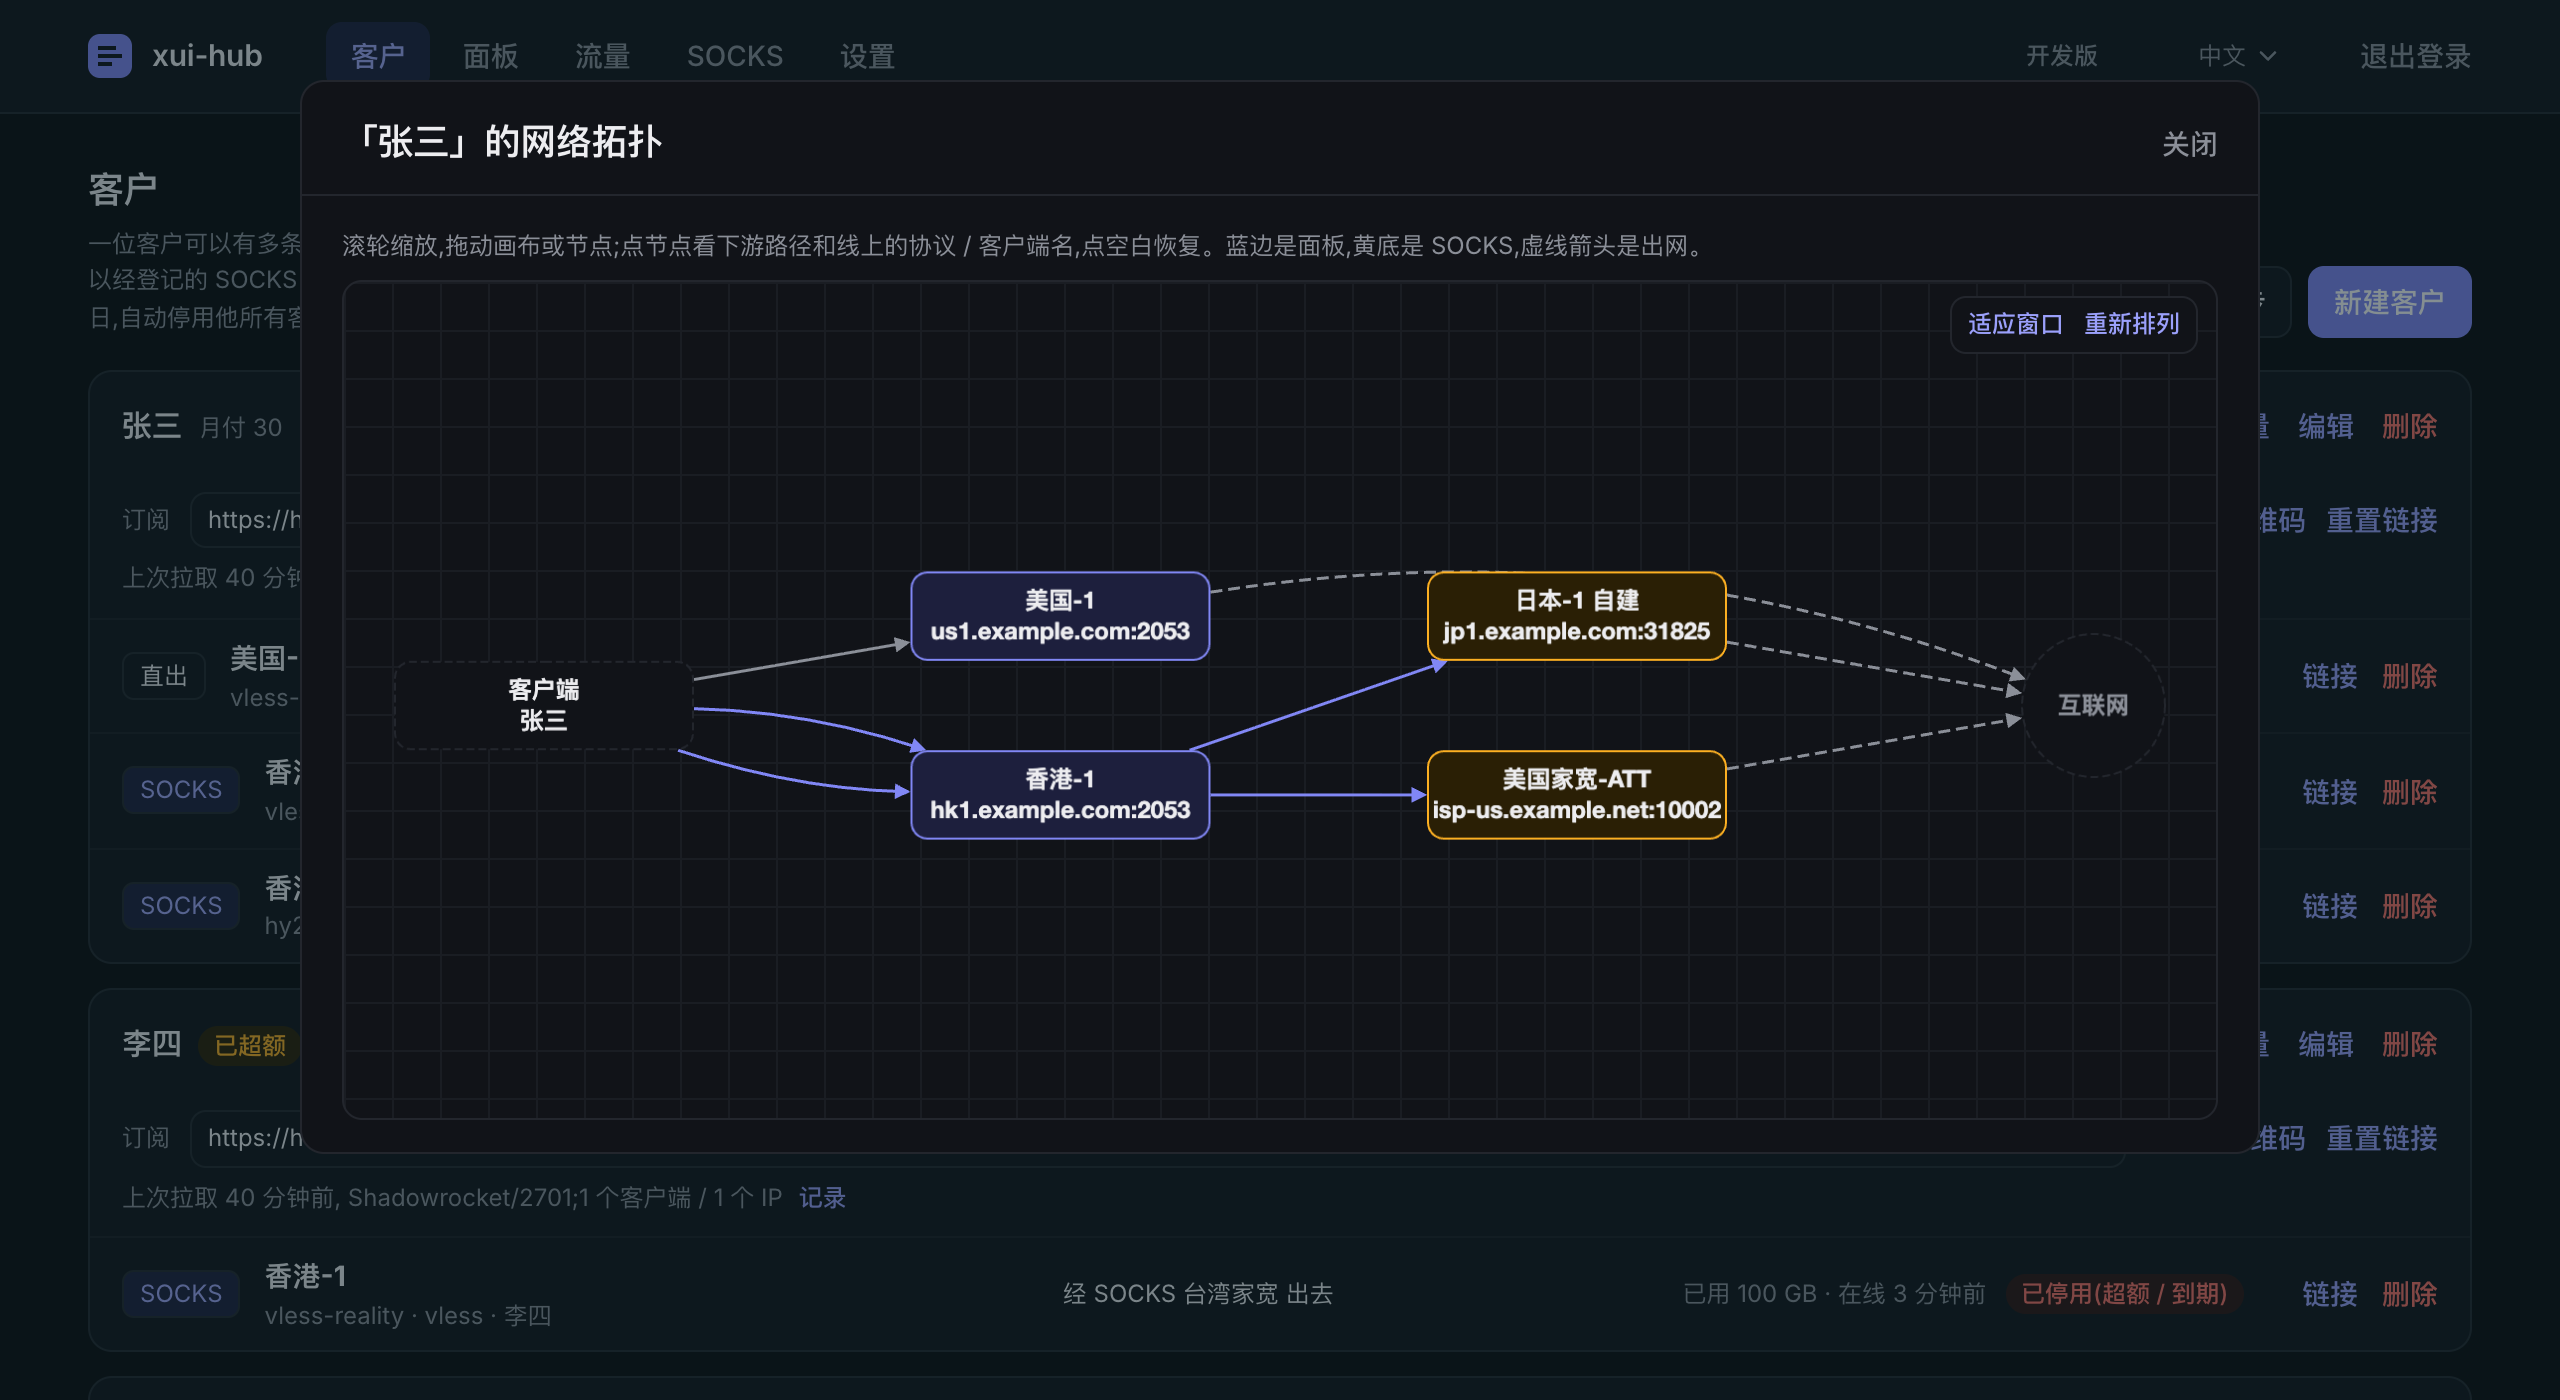 xui-hub
客户
面板
流量
SOCKS
设置
开发版
中文
退出登录
「张三」的网络拓扑
关闭
滚轮缩放,拖动画布或节点;点节点看下游路径和线上的协议 / 客户端名,点空白恢复。蓝边是面板,黄底是 SOCKS,虚线箭头是出网。
适应窗口 重新排列
客户端
张三
美国-1
us1.example.com:2053
香港-1
hk1.example.com:2053
日本-1 自建
jp1.example.com:31825
美国家宽-ATT
isp-us.example.net:10002
互联网
客户
一位客户可以有多条
以经登记的 SOCKS
日,自动停用他所有
新建客户
张三 月付 30
编辑 删除
订阅 https://
重置链接
上次拉取 40 分
直出 美国-
vless-
链接 删除
SOCKS
vle
链接 删除
SOCKS
hy2
链接 删除
李四 已超额
编辑 删除
订阅 https://
重置链接
上次拉取 40 分钟前, Shadowrocket/2701;1 个客户端 / 1 个 IP 记录
SOCKS 香港-1
vless-reality · vless · 李四
经 SOCKS 台湾家宽 出去
已用 100 GB · 在线 3 分钟前 已停用(超额 / 到期)
链接 删除